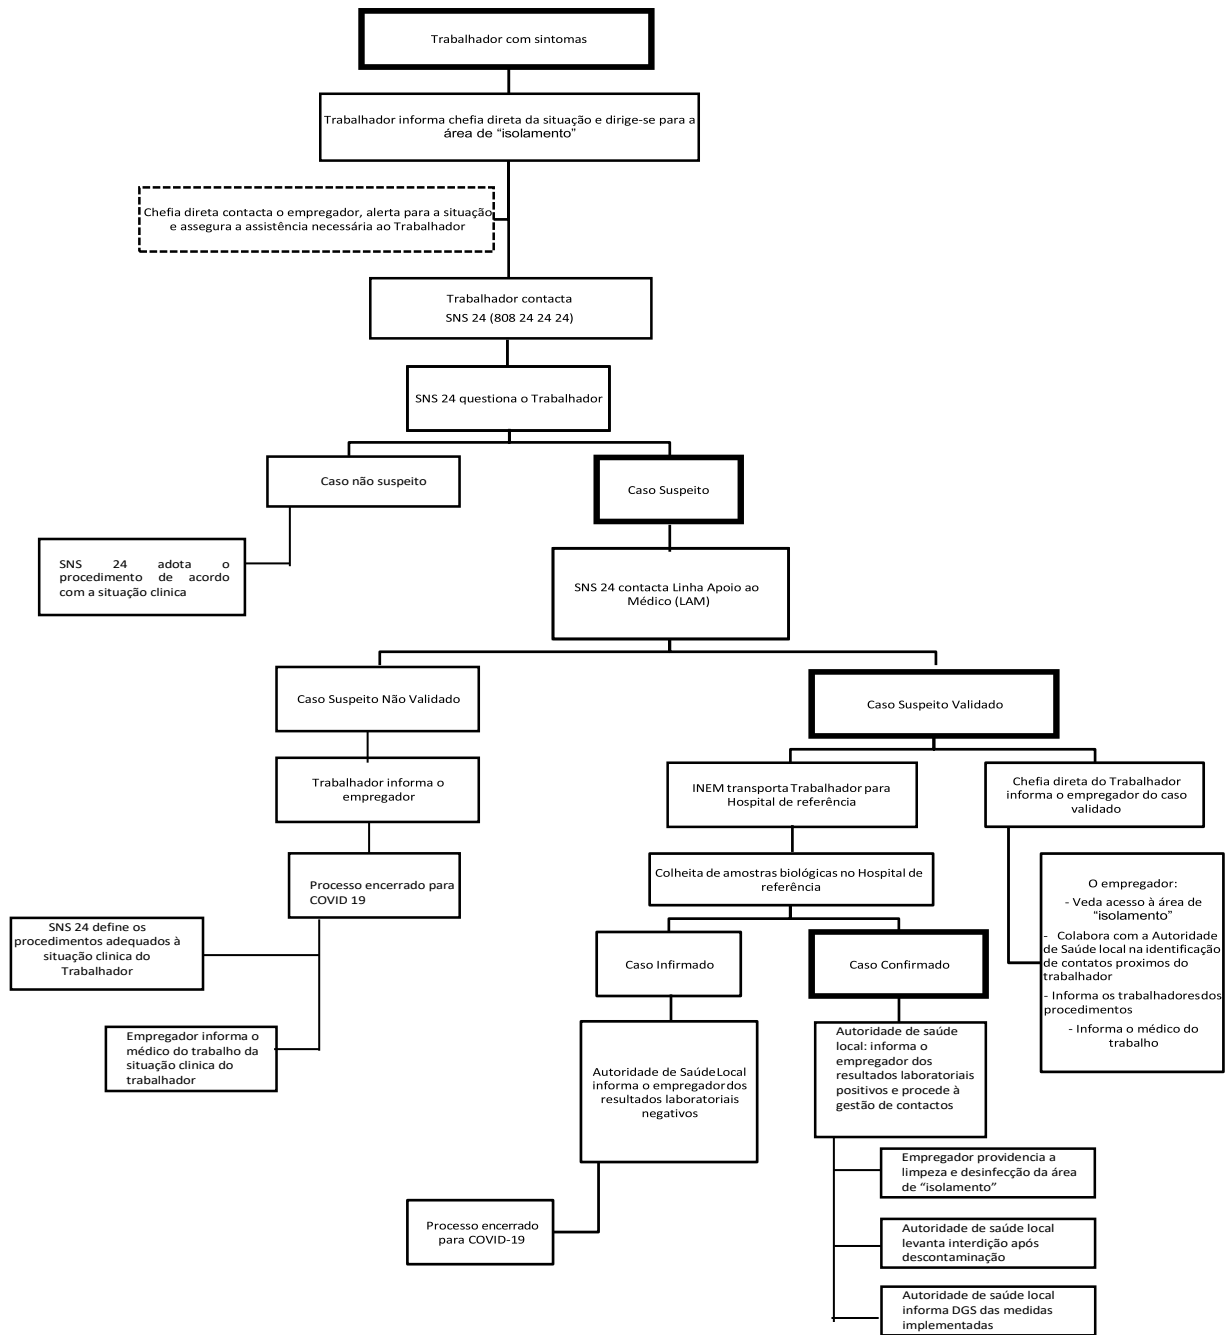 Trabalhador com sintomas
Trabalhador informa chefia direta da situação e dirige-se para a
área de “isolamento”
Chefia direta contacta o empregador, alerta para a situação
e assegura a assistência necessária ao Trabalhador
Trabalhador contacta
SNS 24 (808 24 24 24)
SNS 24 questiona o Trabalhador
Caso não suspeito
Caso Suspeito
SNS 24 adota o
procedimento de acordo
com a situação clinica
SNS 24 contacta Linha Apoio ao
Médico (LAM)
Caso Suspeito Não Validado
Caso Suspeito Validado
Trabalhador informa o
empregador
INEM transporta Trabalhador para
Hospital de referência
Chefia direta do Trabalhador
informa o empregador do caso
validado
Processo encerrado para
COVID 19
Colheita de amostras biológicas no Hospital de
referência
O empregador:
- Veda acesso à área de
“isolamento”
- Colabora com a Autoridade
de Saúde local na identificação
de contatos proximos do
trabalhador
- Informa os trabalhadores dos
procedimentos
- Informa o médico do
trabalho
SNS 24 define os
procedimentos adequados à
situação clinica do
Trabalhador
Caso Infirmado
Caso Confirmado
Empregador informa o
médico do trabalho da
situação clinica do
trabalhador
Autoridade de Saúde Local
informa o empregador dos
resultados laboratoriais
negativos
Autoridade de saúde
local: informa o
empregador dos
resultados laboratoriais
positivos e procede à
gestão de contactos
Empregador providencia a
limpeza e desinfecção da área
de “isolamento”
Processo encerrado
para COVID-19
Autoridade de saúde local
levanta interdição após
descontaminação
Autoridade de saúde local
informa DGS das medidas
implementadas